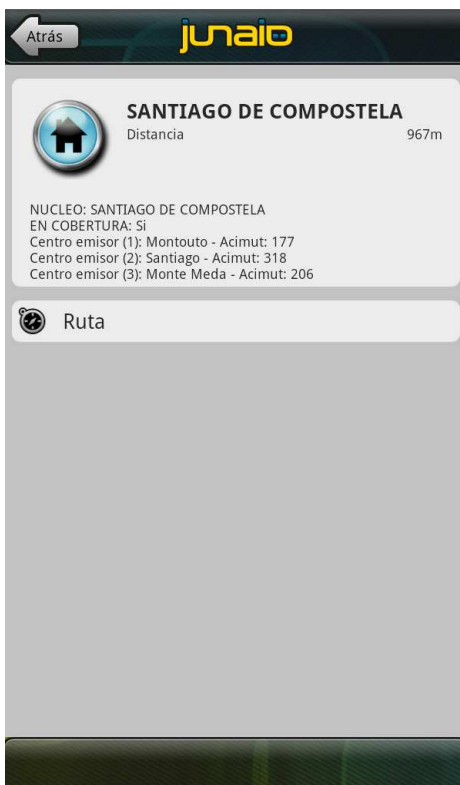 Atrás
junaio
SANTIAGO DE COMPOSTELA
Distancia 967m
NUCLEO: SANTIAGO DE COMPOSTELA
EN COBERTURA: Si
Centro emisor (1): Montouto - Acimut: 177
Centro emisor (2): Santiago - Acimut: 318
Centro emisor (3): Monte Meda - Acimut: 206
Ruta